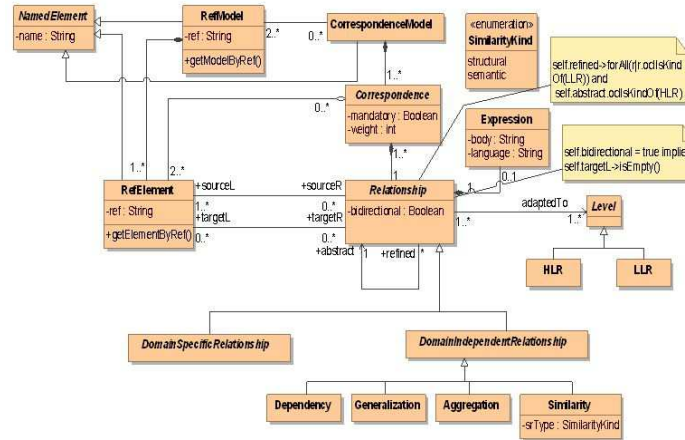 NamedElement
-name : String
RefModel
-ref : String
+getModelByRef()
2..*
0..*
CorrespondenceModel
«enumeration»
SimilarityKind
structural
semantic
self.refined->forAll(r|r.oclIsKind
Of(LLR)) and
self.abstract.oclIsKindOf(HLR)
1..*
Correspondence
-mandatory : Boolean
-weight : int
0..*
Expression
-body : String
-language : String
self.bidirectional = true implie
self.targetL->isEmpty()
1..*
2..*
1..*
1
0..1
1
RefElement
-ref : String
+getElementByRef()
+sourceL
1..*
+targetL
0..*
+sourceR
0..*
+targetR
0..*
Relationship
-bidirectional : Boolean
1..*
adaptedTo
1..*
Level
+abstract
1
+refined
*
HLR
LLR
DomainSpecificRelationship
DomainIndependentRelationship
Dependency
Generalization
Aggregation
Similarity
-srType : SimilarityKind